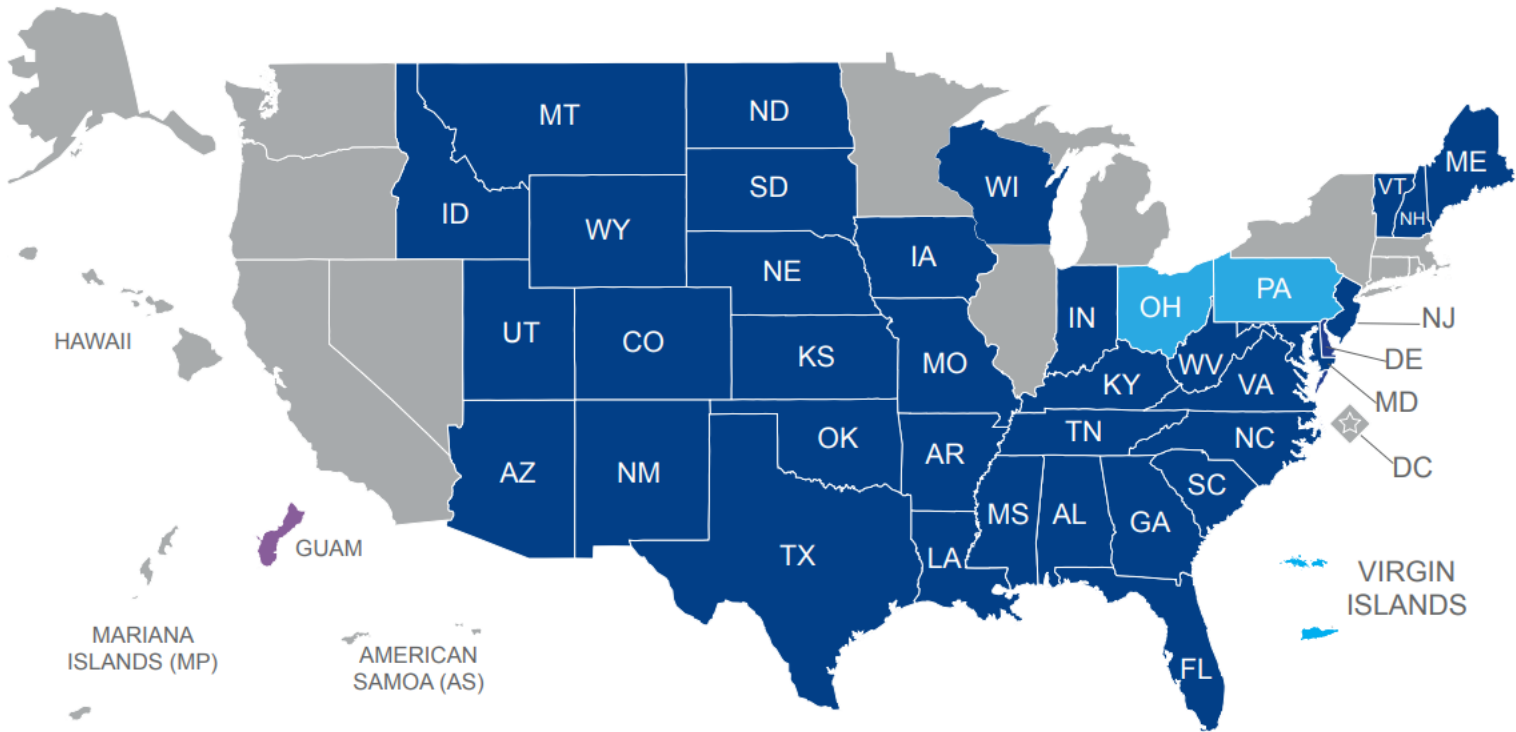 MT
ND
ME
VT
WI
SD
ID
NH
WY
IA
NE
PA
OH
IN
NJ
UT
CO
HAWAII
KS
MO
WV
DE
KY
VA
MD
TN
NC
OK
AR
DC
AZ
NM
SC
MS
AL
GA
GUAM
TX
LA
VIRGIN
ISLANDS
MARIANA
ISLANDS (MP)
AMERICAN
SAMOA (AS)
FL